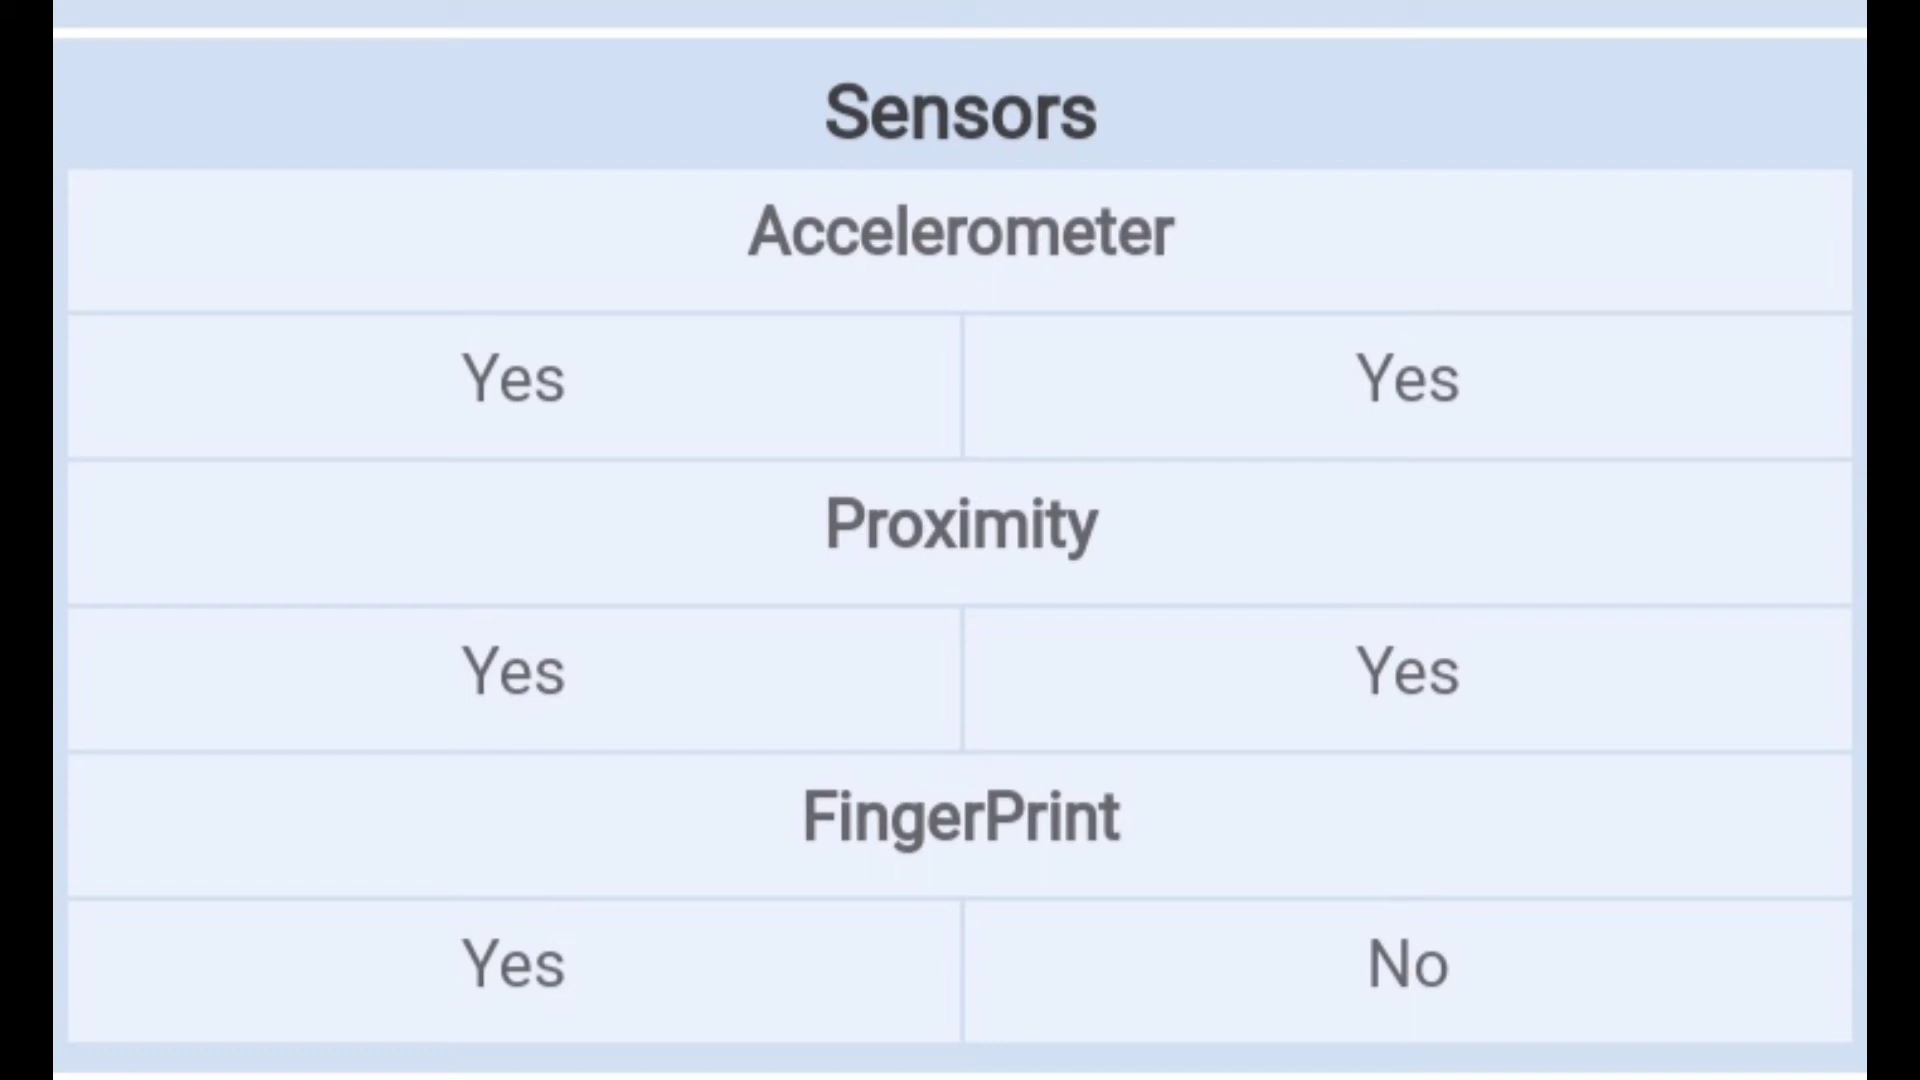 Sensors
Accelerometer
Yes Yes
Proximity
Yes Yes
FingerPrint
Yes No